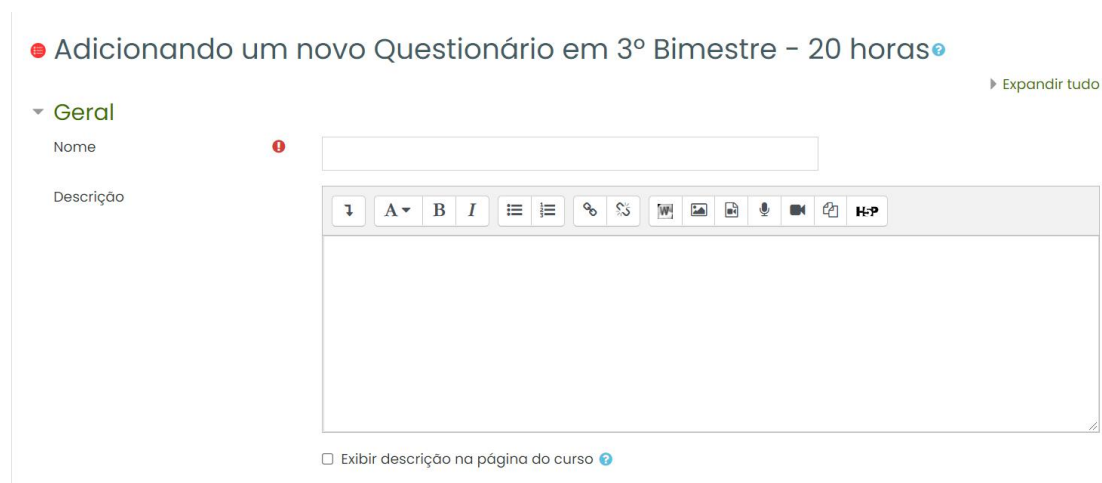 Adicionando um novo Questionário em 3º Bimestre - 20 horas
Expandir tudo
Geral
Nome
Descrição
A B I H5P
Exibir descrição na página do curso